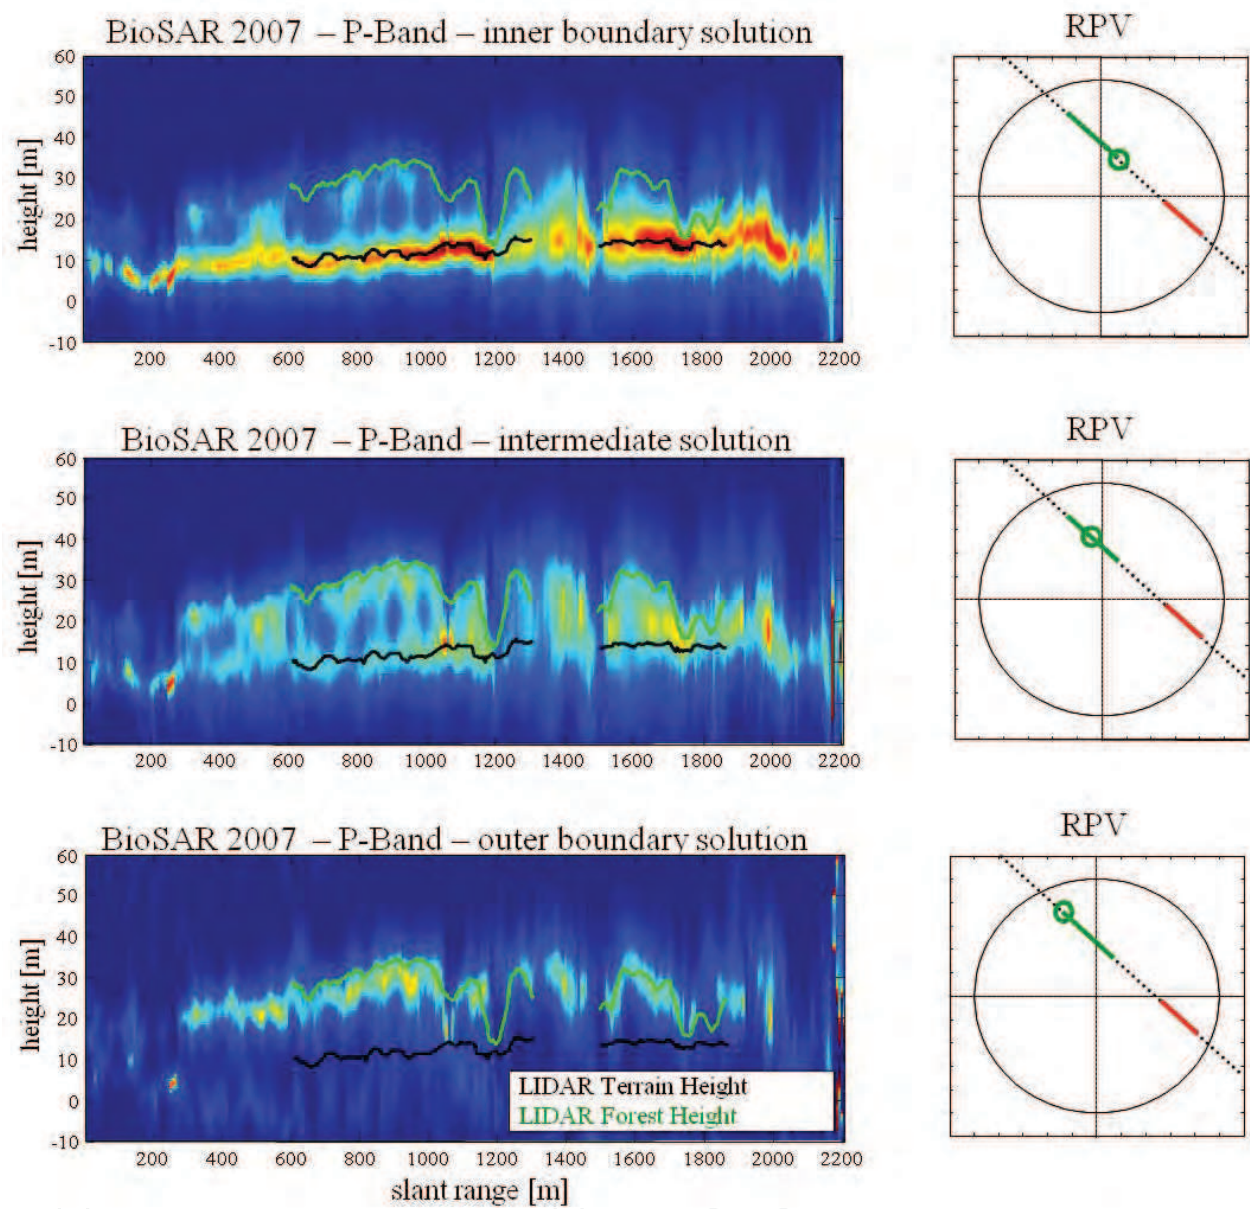 BioSAR 2007 – P-Band – inner boundary solution
RPV
60
50
40
30
20
10
0
-10
height [m]
200 400 600 800 1000 1200 1400 1600 1800 2000 2200
BioSAR 2007 – P-Band – intermediate solution
RPV
60
50
40
30
20
10
0
-10
height [m]
200 400 600 800 1000 1200 1400 1600 1800 2000 2200
BioSAR 2007 – P-Band – outer boundary solution
RPV
60
50
40
30
20
10
0
-10
height [m]
LIDAR Terrain Height
LIDAR Forest Height
200 400 600 800 1000 1200 1400 1600 1800 2000 2200
slant range [m]